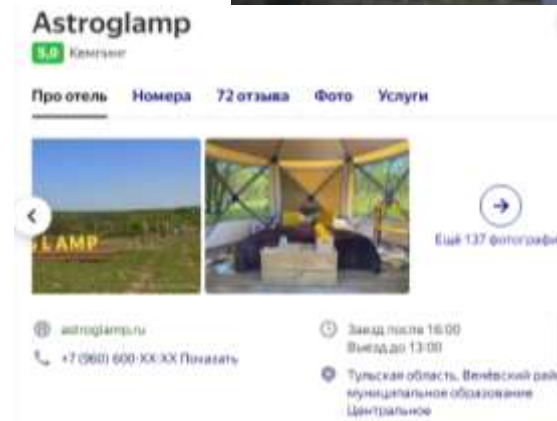 Astroglamp
5,0 Кемпинг
Про отель Номера 72 отзыва Фото Услуги
LAMP
Ещё 137 фотографи
astroglamp.ru
+7 (960) 600-XX-XX Показать
Заезд после 16:00
Выезд до 13:00
Тульская область, Венёвский рай
муниципальное образование
Центральное